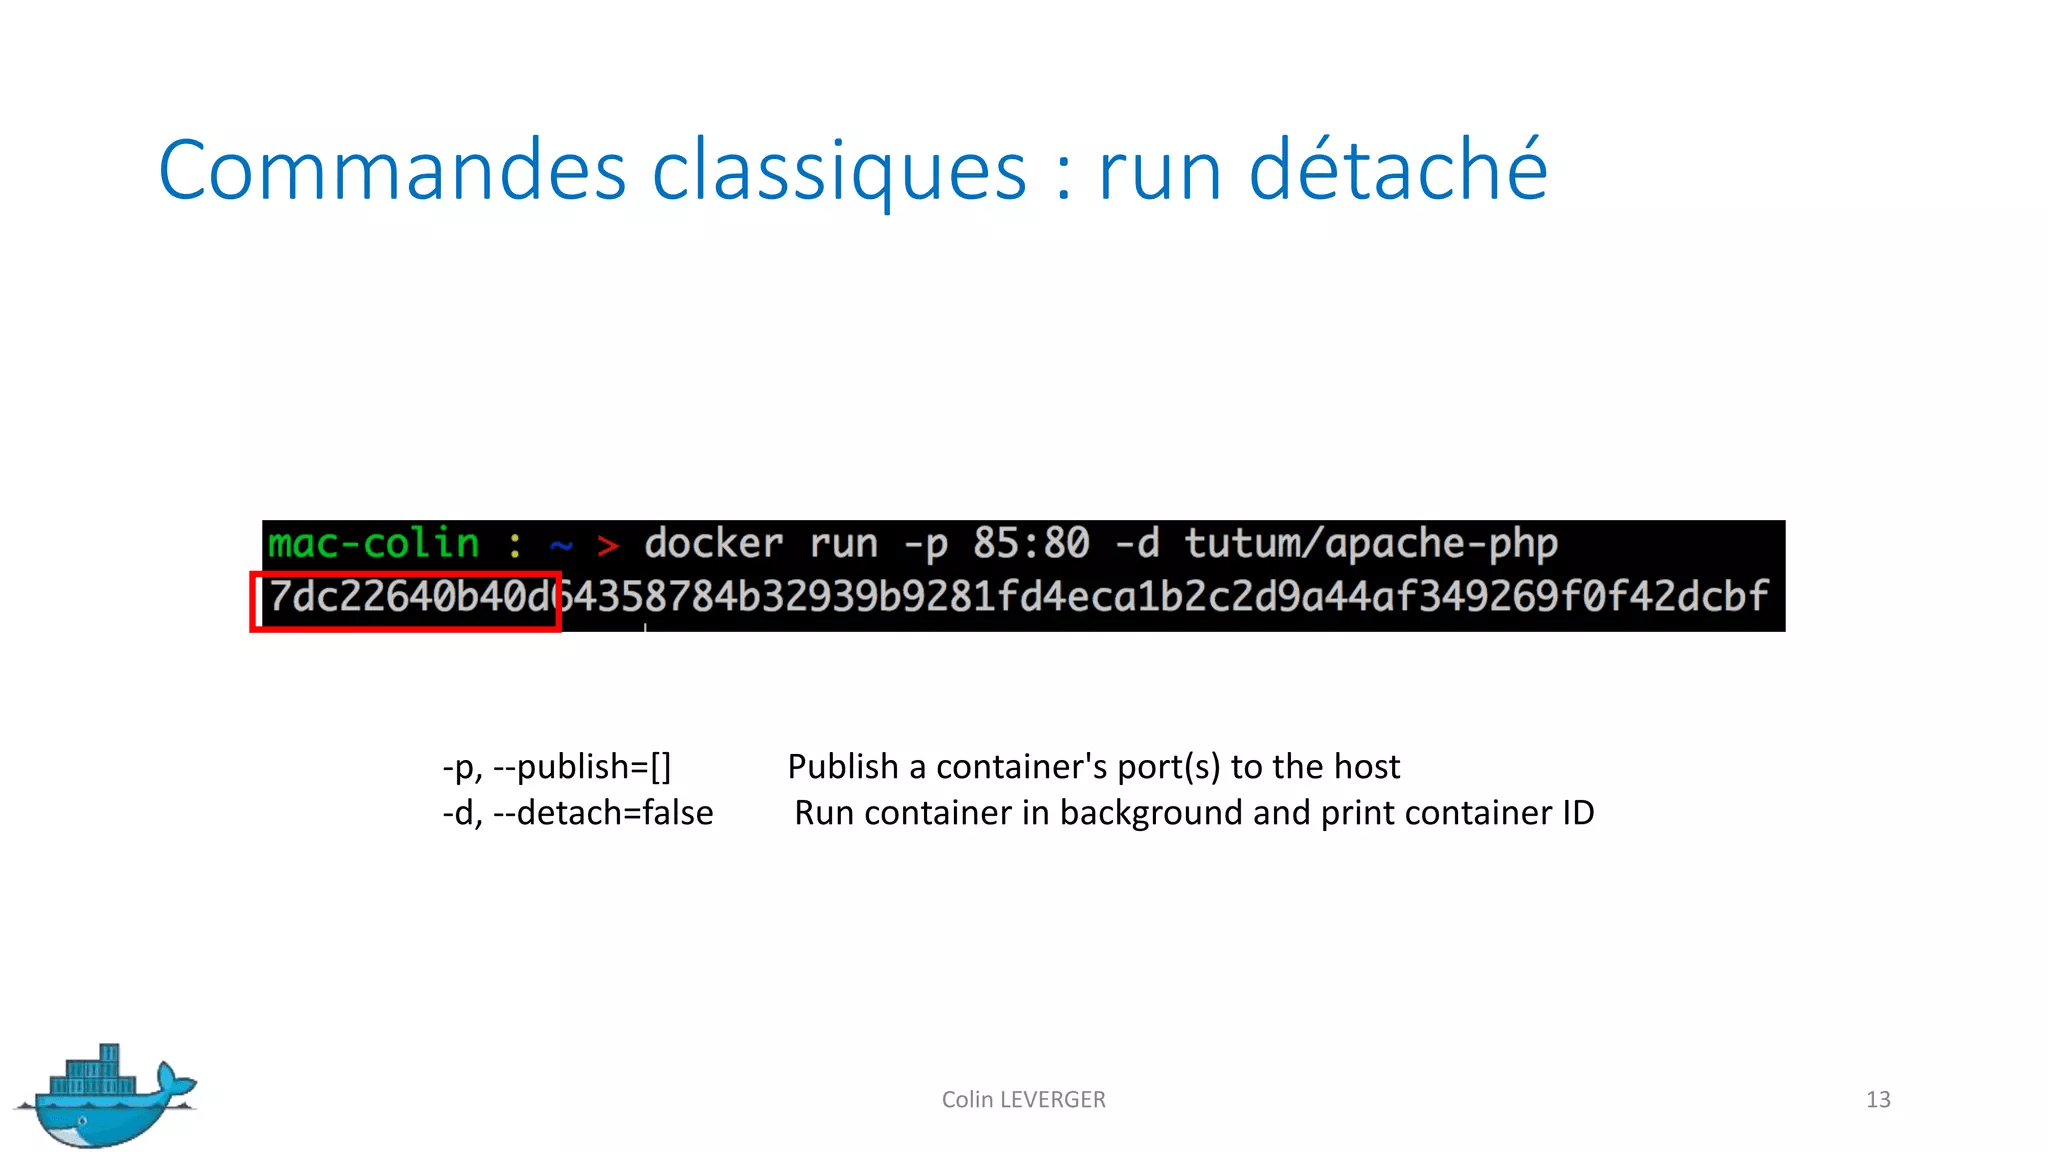 Commandes classiques : run détaché
mac-colin : ~ > docker run -p 85:80 -d tutum/apache-php
7dc22640b40d64358784b32939b9281fd4eca1b2c2d9a44af349269f0f42dcbf
-p, --publish=[] Publish a container's port(s) to the host
-d, --detach=false Run container in background and print container ID
Colin LEVERGER
13